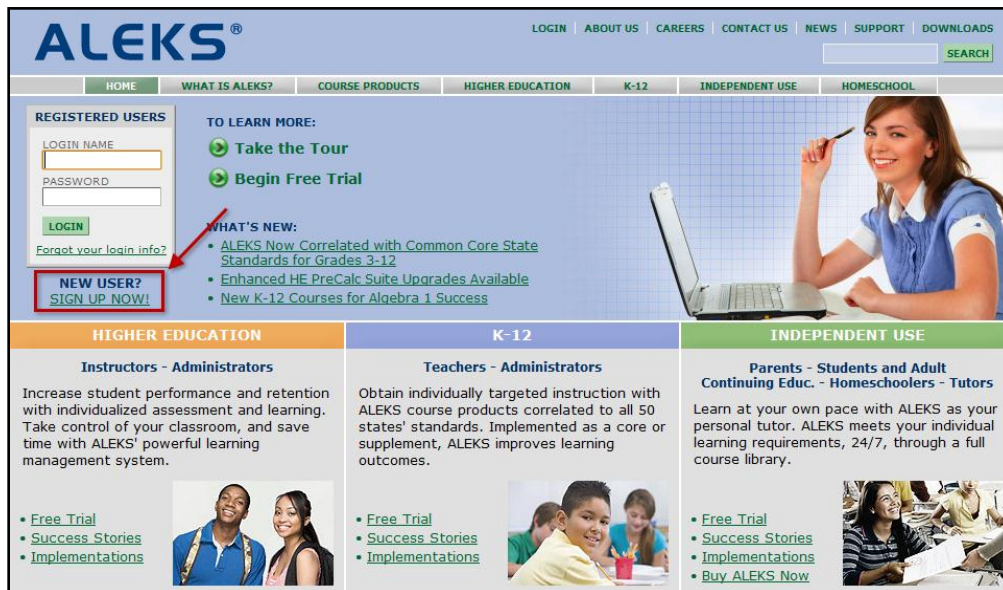 ALEKS®
LOGIN | ABOUT US | CAREERS | CONTACT US | NEWS | SUPPORT | DOWNLOADS
SEARCH
HOME
WHAT IS ALEKS?
COURSE PRODUCTS
HIGHER EDUCATION
K-12
INDEPENDENT USE
HOMESCHOOL
REGISTERED USERS
LOGIN NAME
PASSWORD
LOGIN
Forgot your login info?
NEW USER?
SIGN UP NOW!
TO LEARN MORE:
Take the Tour
Begin Free Trial
WHAT'S NEW:
• ALEKS Now Correlated with Common Core State
Standards for Grades 3-12
• Enhanced HE PreCalc Suite Upgrades Available
• New K-12 Courses for Algebra 1 Success
HIGHER EDUCATION
Instructors - Administrators
Increase student performance and retention
with individualized assessment and learning.
Take control of your classroom, and save
time with ALEKS' powerful learning
management system.
• Free Trial
• Success Stories
• Implementations
K-12
Teachers - Administrators
Obtain individually targeted instruction with
ALEKS course products correlated to all 50
states' standards. Implemented as a core or
supplement, ALEKS improves learning
outcomes.
• Free Trial
• Success Stories
• Implementations
INDEPENDENT USE
Parents - Students and Adult
Continuing Educ. - Homeschoolers - Tutors
Learn at your own pace with ALEKS as your
personal tutor. ALEKS meets your individual
learning requirements, 24/7, through a full
course library.
• Free Trial
• Success Stories
• Implementations
• Buy ALEKS Now